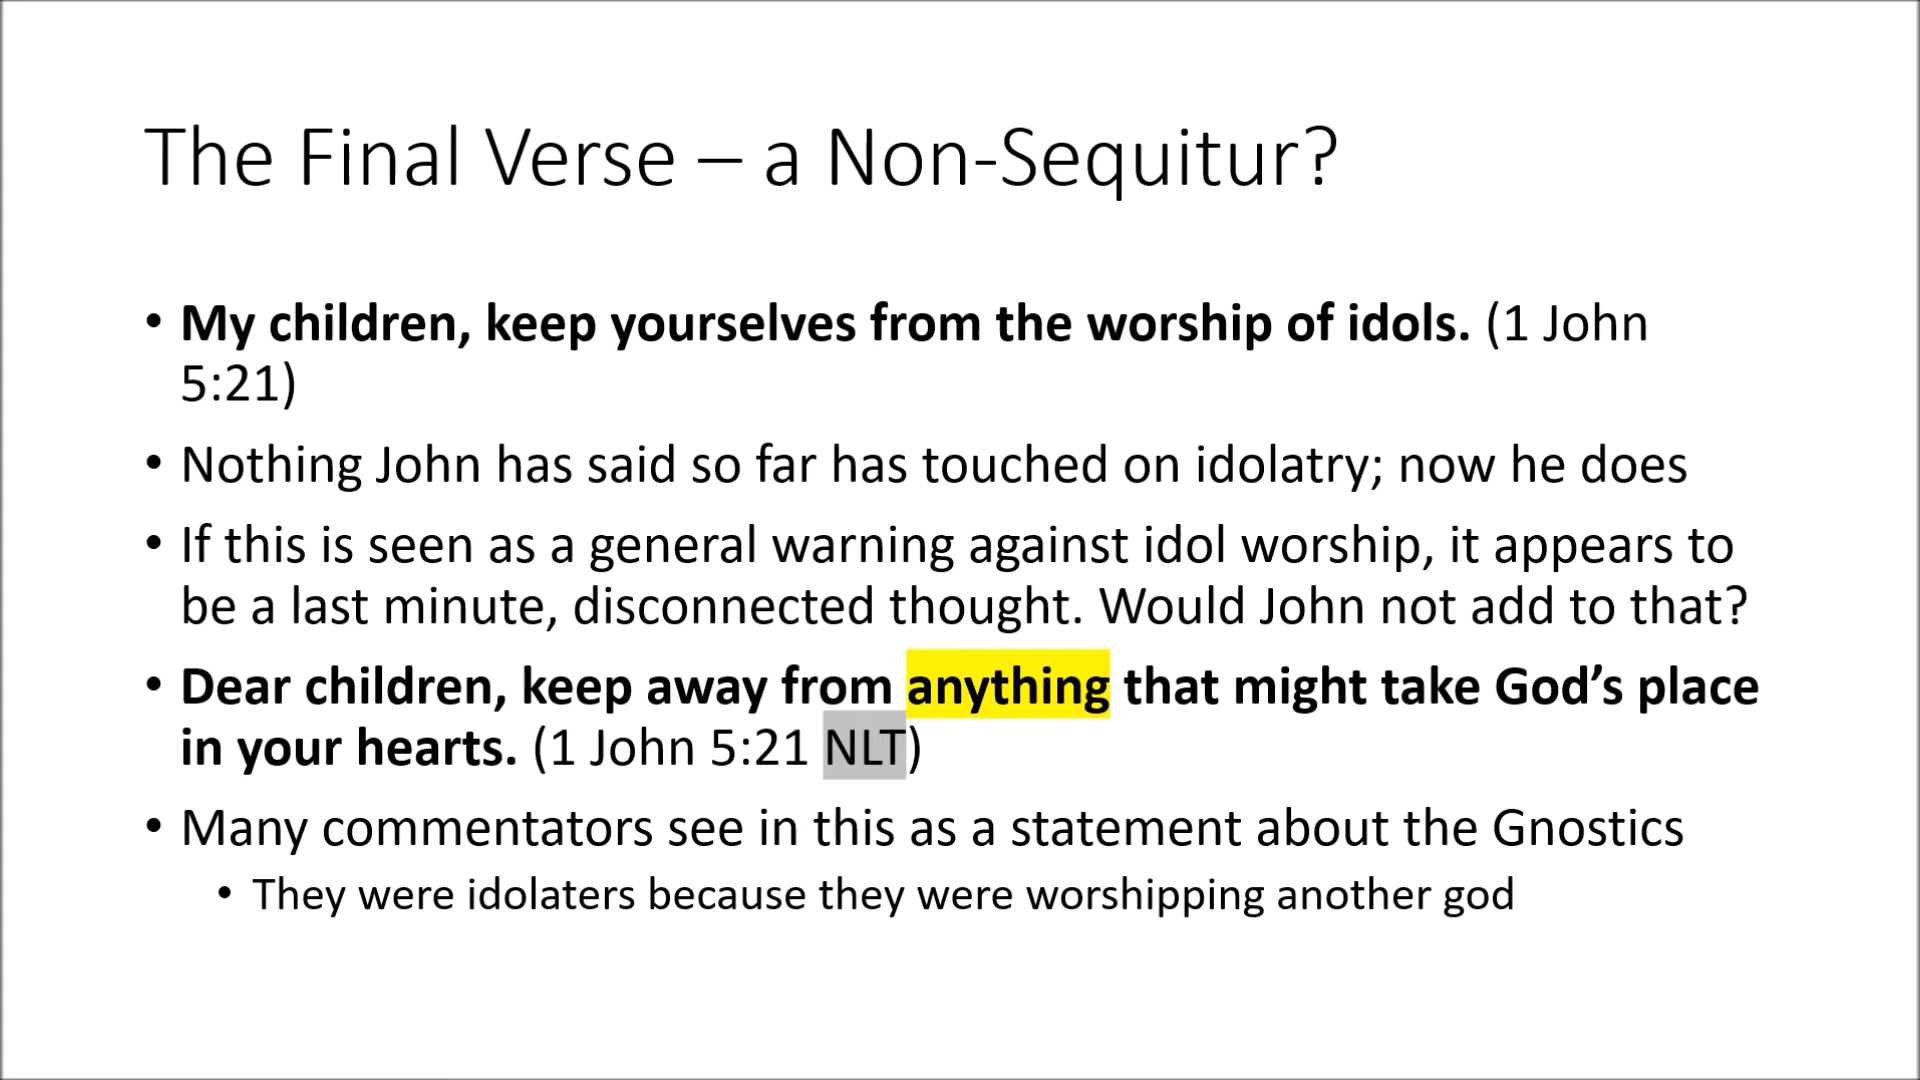 The Final Verse – a Non-Sequitur?
• My children, keep yourselves from the worship of idols. (1 John
5:21)
• Nothing John has said so far has touched on idolatry; now he does
• If this is seen as a general warning against idol worship, it appears to
be a last minute, disconnected thought. Would John not add to that?
• Dear children, keep away from anything that might take God’s place
in your hearts. (1 John 5:21 NLT)
• Many commentators see in this as a statement about the Gnostics
• They were idolaters because they were worshipping another god